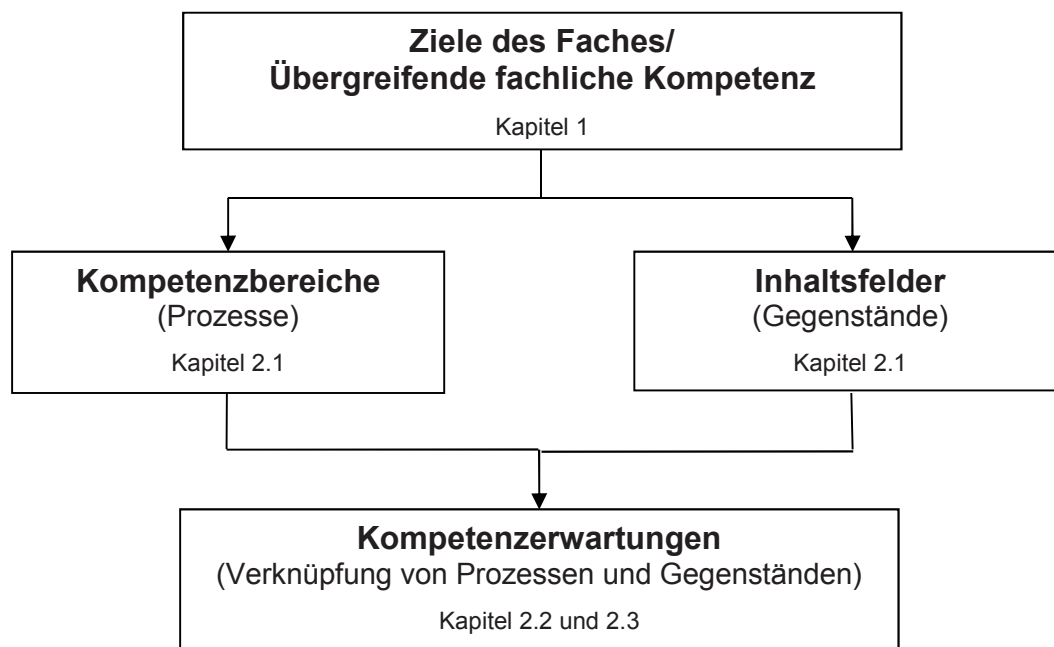 Ziele des Faches/
Übergreifende fachliche Kompetenz
Kapitel 1
Kompetenzbereiche
(Prozesse)
Kapitel 2.1
Inhaltsfelder
(Gegenstände)
Kapitel 2.1
Kompetenzerwartungen
(Verknüpfung von Prozessen und Gegenständen)
Kapitel 2.2 und 2.3